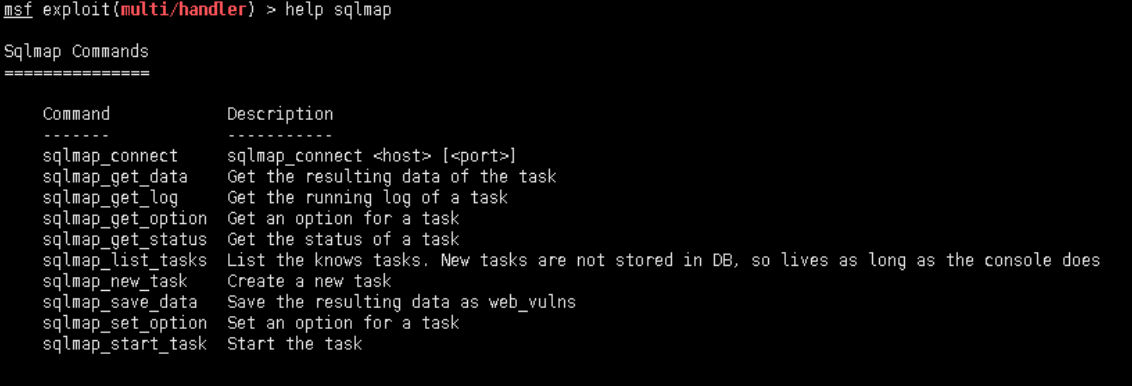 msf exploit(multi/handler) > help sqlmap
Sqlmap Commands
===============
Command Description
------- -----------
sqlmap_connect sqlmap_connect <host> [<port>]
sqlmap_get_data Get the resulting data of the task
sqlmap_get_log Get the running log of a task
sqlmap_get_option Get an option for a task
sqlmap_get_status Get the status of a task
sqlmap_list_tasks List the knows tasks. New tasks are not stored in DB, so lives as long as the console does
sqlmap_new_task Create a new task
sqlmap_save_data Save the resulting data as web_vulns
sqlmap_set_option Set an option for a task
sqlmap_start_task Start the task